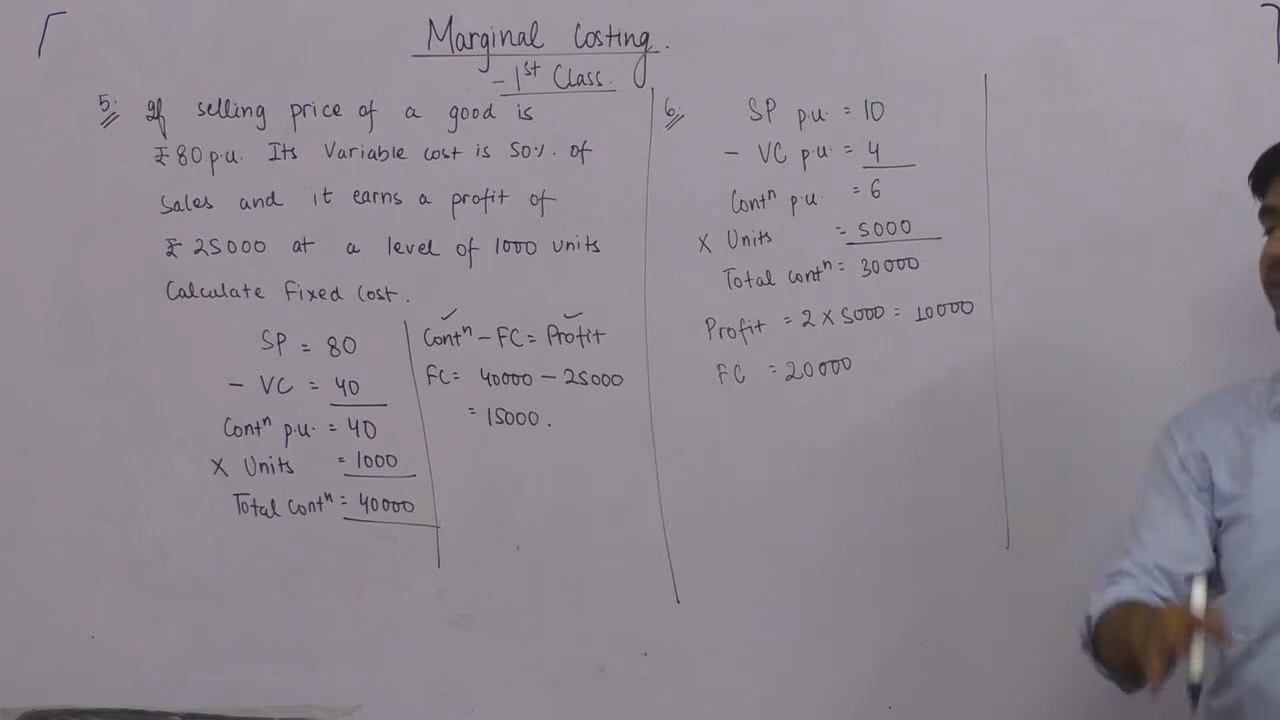 Marginal Costing.
- 1st Class.
5. If selling price of a good is
₹ 80 p.u. Its Variable cost is 50%. of
Sales and it earns a profit of
₹ 25000 at a level of 1000 units
Calculate Fixed Cost.
SP = 80
- VC = 40
Contn p.u. = 40
X Units = 1000
Total Contn = 40000
Contn - FC = Profit
FC = 40000 - 25000
= 15000.
6. SP p.u. = 10
- VC p.u. = 4
Contn p.u. = 6
X Units = 5000
Total Contn = 30000
Profit = 2 X 5000 = 10000
FC = 20000